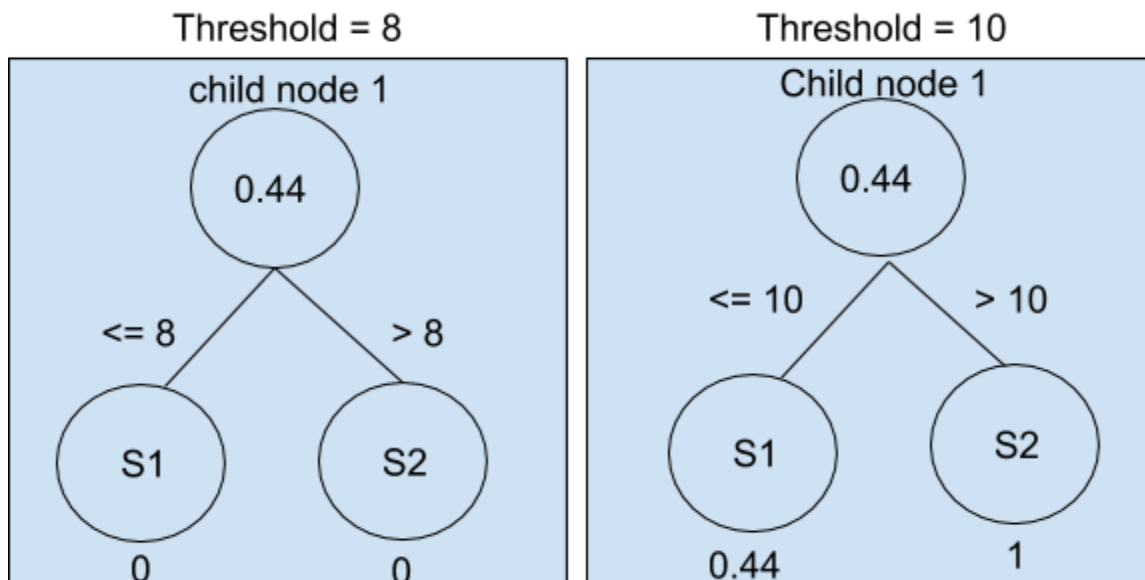 Threshold = 8
child node 1
0.44
<= 8
> 8
S1
S2
0
0
Threshold = 10
Child node 1
0.44
<= 10
> 10
S1
S2
0.44
1